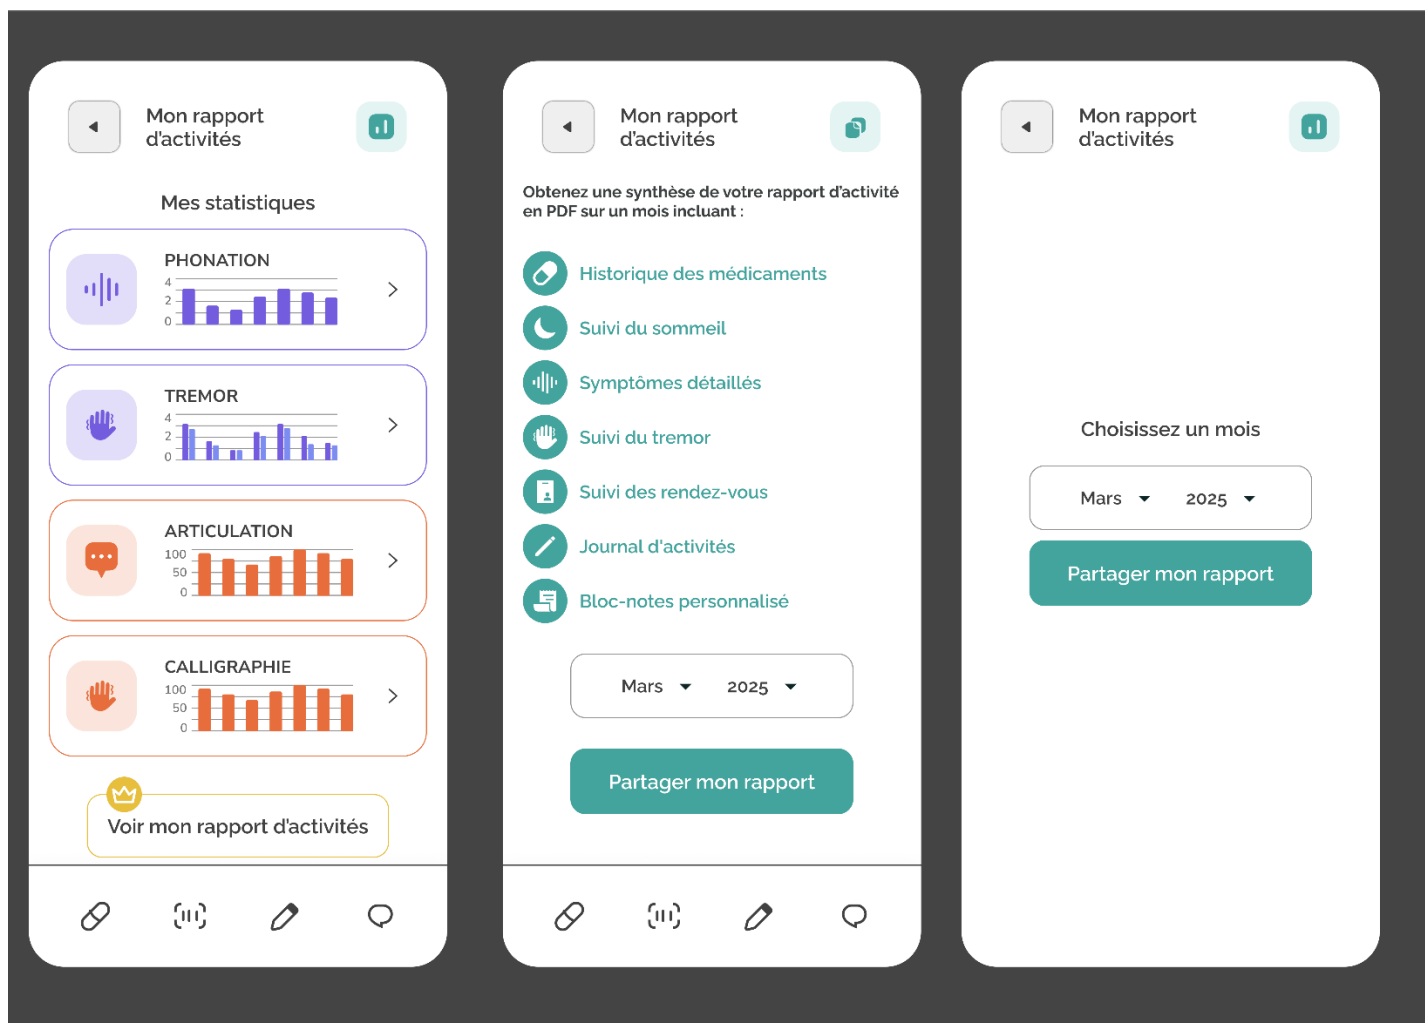 Mon rapport
d'activités
Mes statistiques
PHONATION
4
2
0
TREMOR
4
2
0
ARTICULATION
100
50
0
CALLIGRAPHIE
100
50
0
Voir mon rapport d'activités
Mon rapport
d'activités
Obtenez une synthèse de votre rapport d'activité
en PDF sur un mois incluant :
Historique des médicaments
Suivi du sommeil
Symptômes détaillés
Suivi du tremor
Suivi des rendez-vous
Journal d'activités
Bloc-notes personnalisé
Mars 2025
Partager mon rapport
Mon rapport
d'activités
Choisissez un mois
Mars 2025
Partager mon rapport